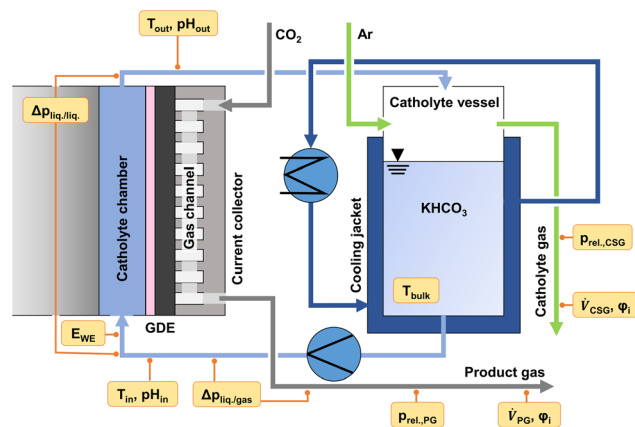 T_out, pH_out
CO₂
Ar
Δp_liq./liq.
Catholyte vessel
Catholyte chamber
Gas channel
Current collector
Cooling jacket
KHCO₃
Catholyte gas
p_rel.,CSG
T_bulk
V̇_CSG, φ_i
GDE
E_WE
Product gas
T_in, pH_in
Δp_liq./gas
p_rel.,PG
V̇_PG, φ_i